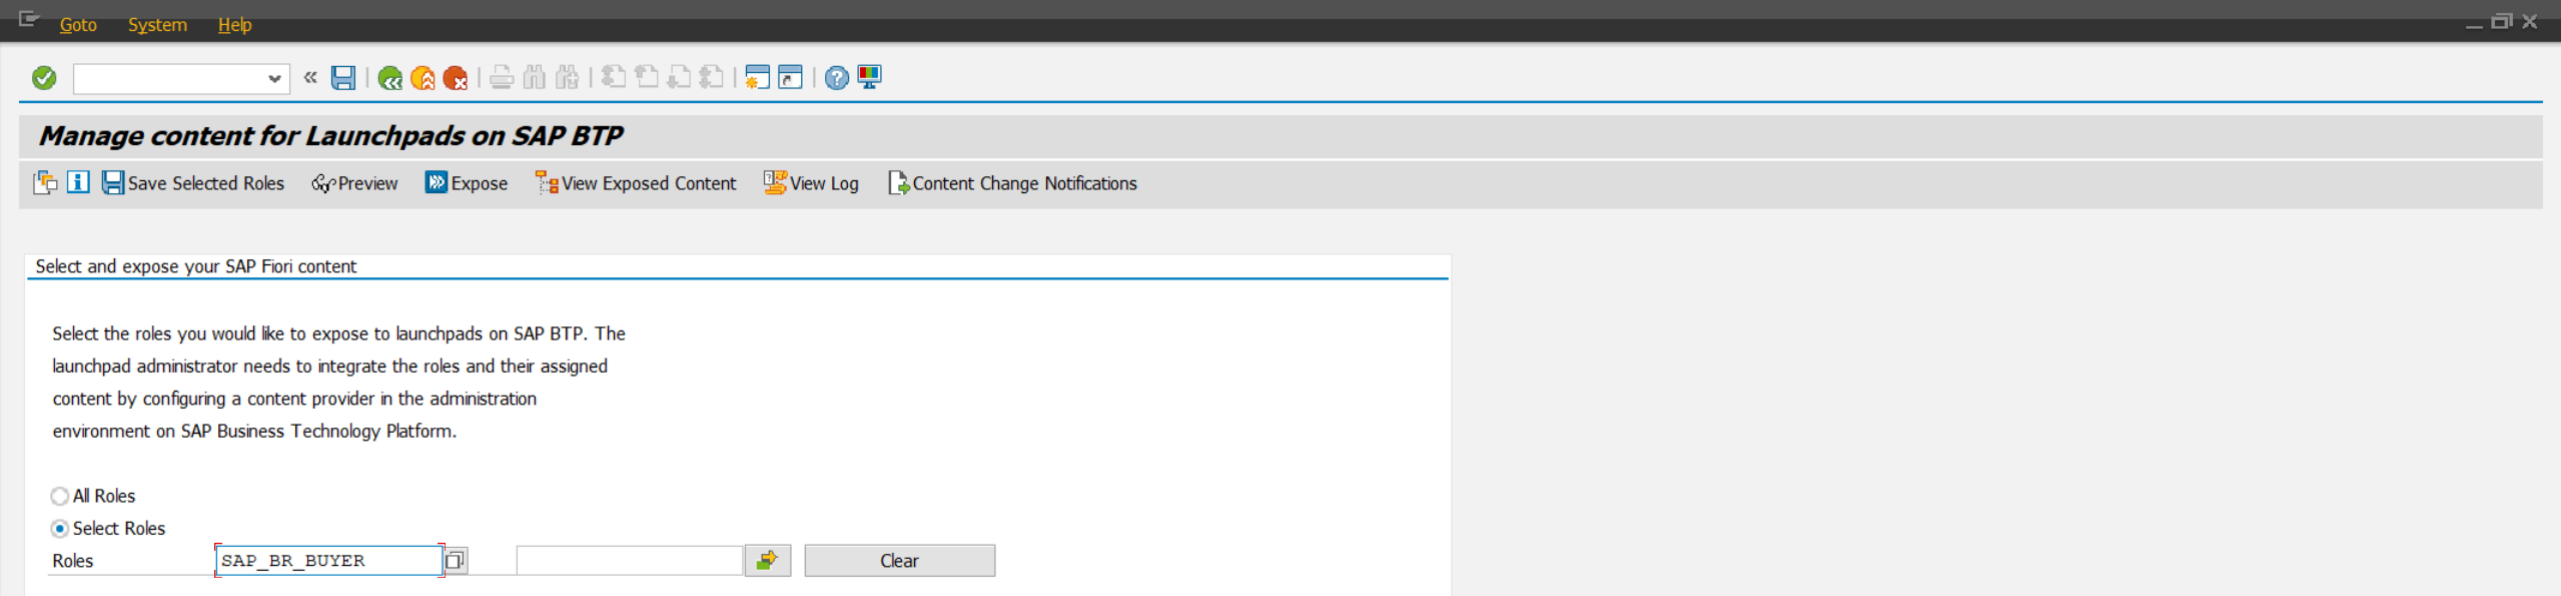 Goto System Help
Manage content for Launchpads on SAP BTP
Save Selected Roles Preview Expose View Exposed Content View Log Content Change Notifications
Select and expose your SAP Fiori content
Select the roles you would like to expose to launchpads on SAP BTP. The
launchpad administrator needs to integrate the roles and their assigned
content by configuring a content provider in the administration
environment on SAP Business Technology Platform.
All Roles
Select Roles
Roles SAP_BR_BUYER Clear